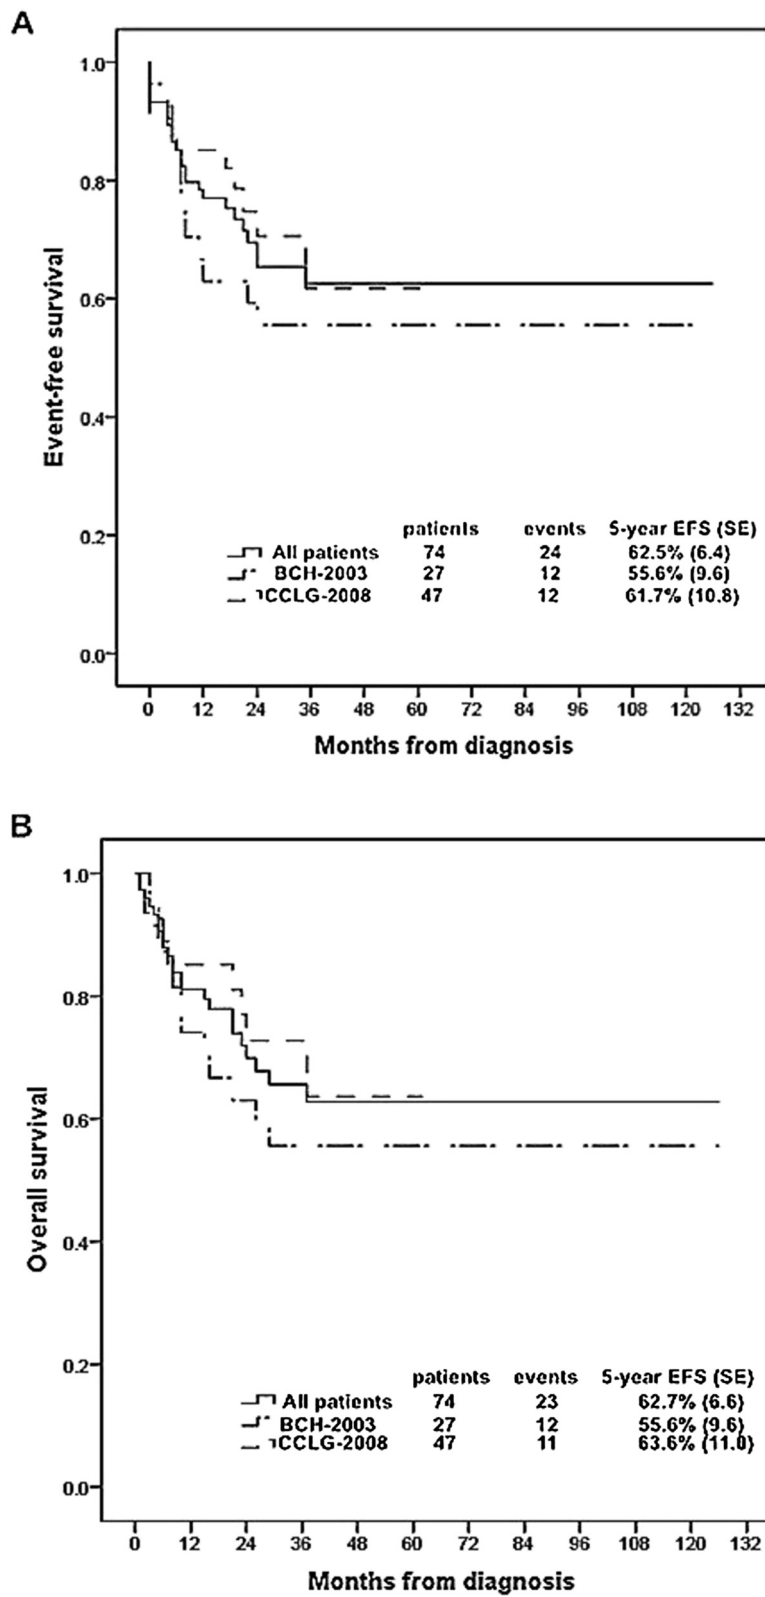 A
Event-free survival
1.0
0.8
0.6
0.4
0.2
0.0
patients events 5-year EFS (SE)
All patients 74 24 62.5% (6.4)
BCH-2003 27 12 55.6% (9.6)
CCLG-2008 47 12 61.7% (10.8)
0 12 24 36 48 60 72 84 96 108 120 132
Months from diagnosis
B
Overall survival
1.0
0.8
0.6
0.4
0.2
0.0
patients events 5-year EFS (SE)
All patients 74 23 62.7% (6.6)
BCH-2003 27 12 55.6% (9.6)
CCLG-2008 47 11 63.6% (11.0)
0 12 24 36 48 60 72 84 96 108 120 132
Months from diagnosis